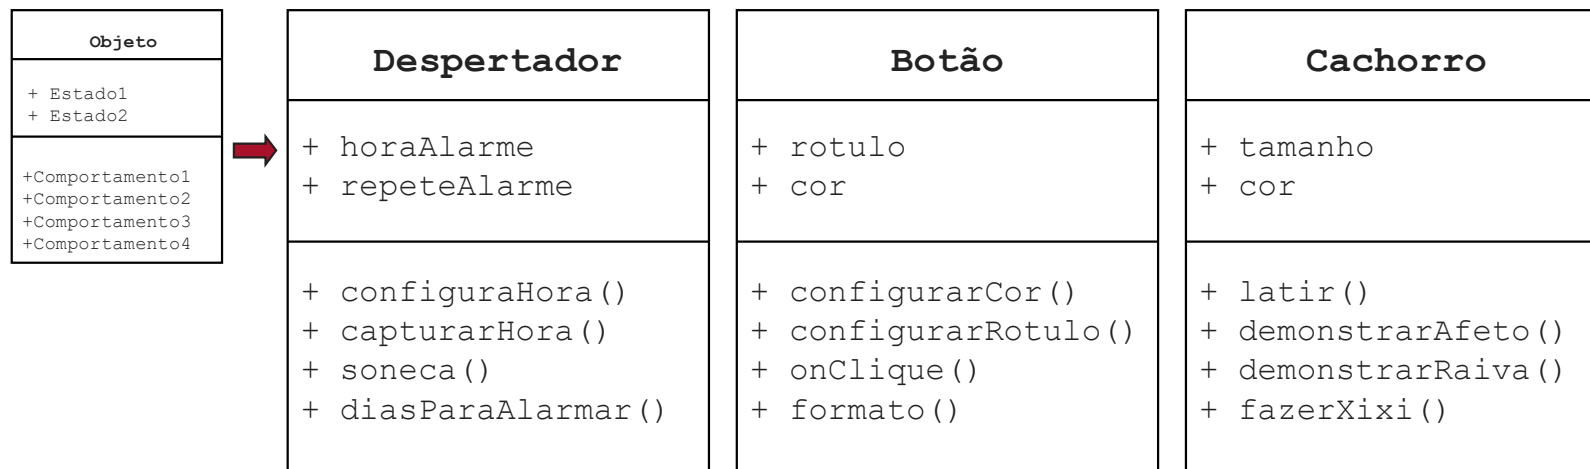 Objeto
+ Estado1
+ Estado2
+Comportamento1
+Comportamento2
+Comportamento3
+Comportamento4
Despertador
+ horaAlarme
+ repeteAlarme
+ configuraHora()
+ capturarHora()
+ soneca()
+ diasParaAlarmar()
Botão
+ rotulo
+ cor
+ configurarCor()
+ configurarRotulo()
+ onClique()
+ formato()
Cachorro
+ tamanho
+ cor
+ latir()
+ demonstrarAfeto()
+ demonstrarRaiva()
+ fazerXixi()